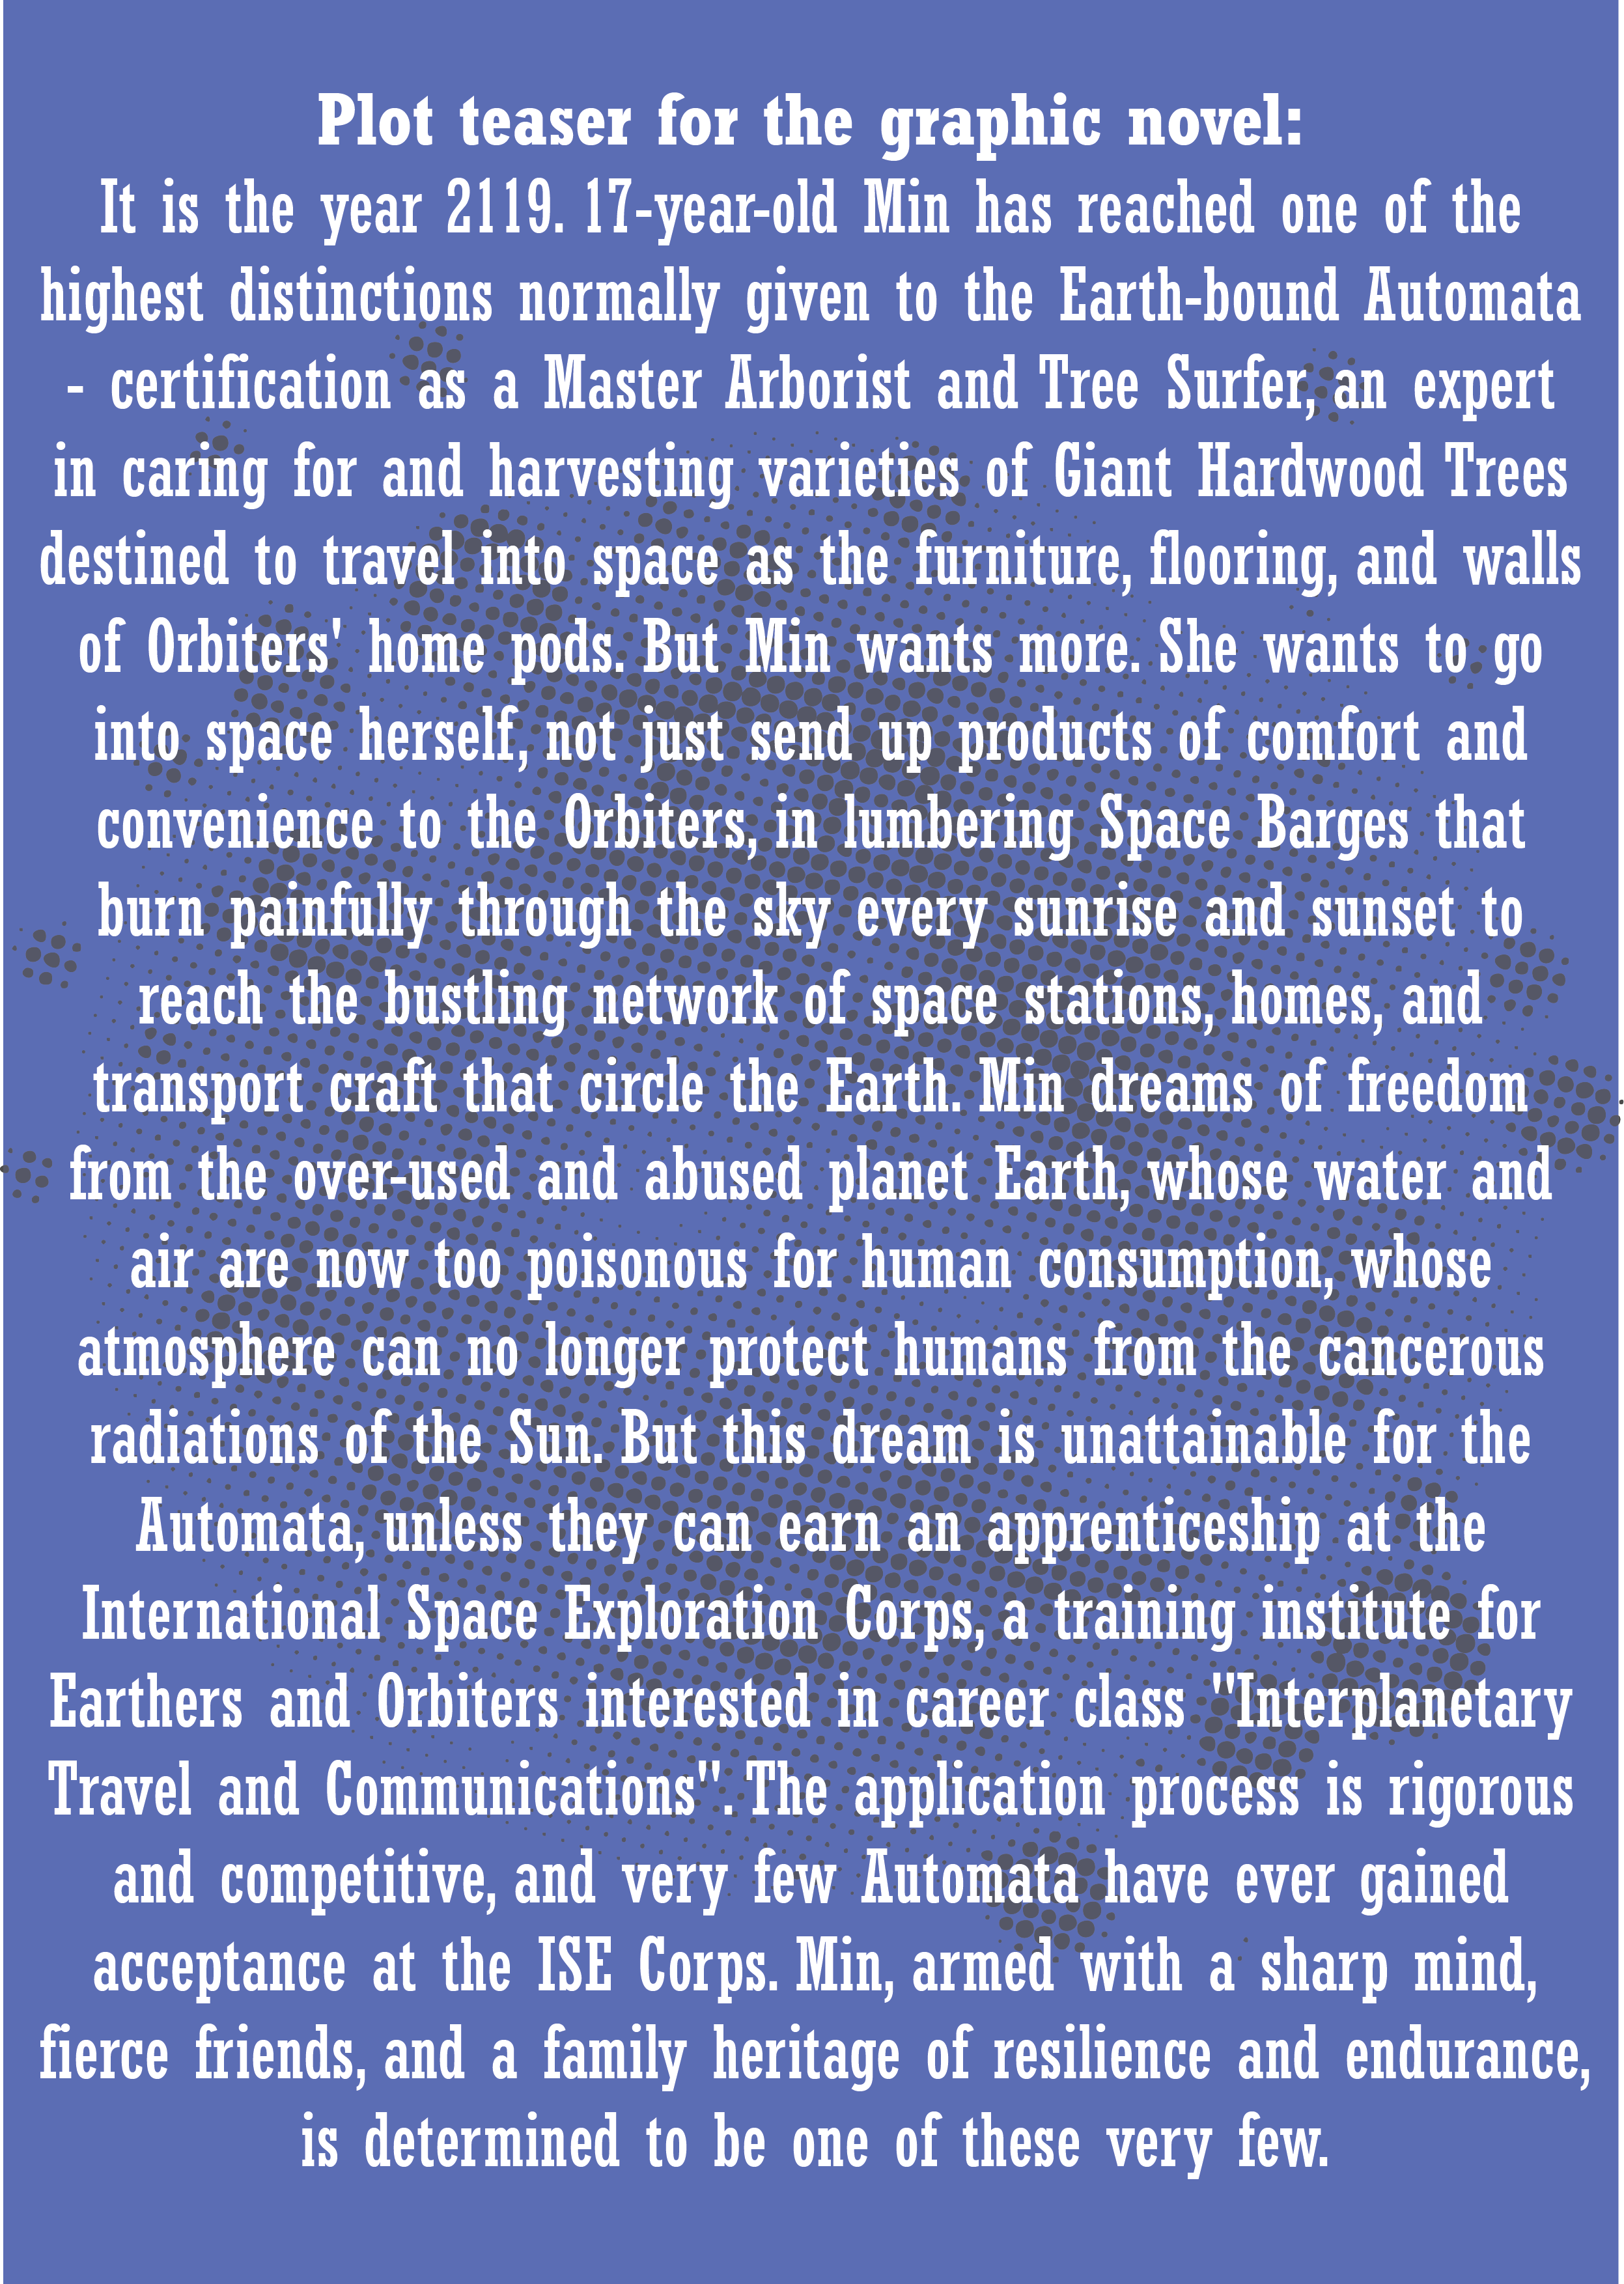 Plot teaser for the graphic novel:
It is the year 2119. 17-year-old Min has reached one of the
highest distinctions normally given to the Earth-bound Automata
- certification as a Master Arborist and Tree Surfer, an expert
in caring for and harvesting varieties of Giant Hardwood Trees
destined to travel into space as the furniture, flooring, and walls
of Orbiters' home pods. But Min wants more. She wants to go
into space herself, not just send up products of comfort and
convenience to the Orbiters, in lumbering Space Barges that
burn painfully through the sky every sunrise and sunset to
reach the bustling network of space stations, homes, and
transport craft that circle the Earth. Min dreams of freedom
from the over-used and abused planet Earth, whose water and
air are now too poisonous for human consumption, whose
atmosphere can no longer protect humans from the cancerous
radiations of the Sun. But this dream is unattainable for the
Automata, unless they can earn an apprenticeship at the
International Space Exploration Corps, a training institute for
Earthers and Orbiters interested in career class "Interplanetary
Travel and Communications". The application process is rigorous
and competitive, and very few Automata have ever gained
acceptance at the ISE Corps. Min, armed with a sharp mind,
fierce friends, and a family heritage of resilience and endurance,
is determined to be one of these very few.